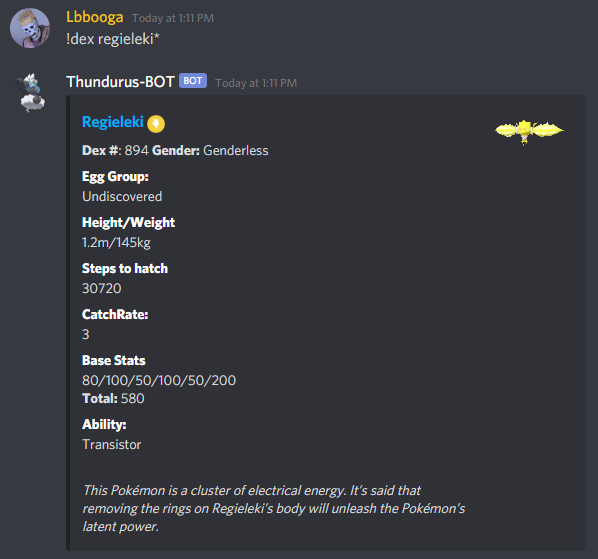 Lbbooga Today at 1:11 PM
!dex regieleki*
Thundurus-BOT BOT Today at 1:11 PM
Regieleki
Dex #: 894 Gender: Genderless
Egg Group:
Undiscovered
Height/Weight
1.2m/145kg
Steps to hatch
30720
CatchRate:
3
Base Stats
80/100/50/100/50/200
Total: 580
Ability:
Transistor
This Pokémon is a cluster of electrical energy. It's said that
removing the rings on Regieleki's body will unleash the Pokémon's
latent power.